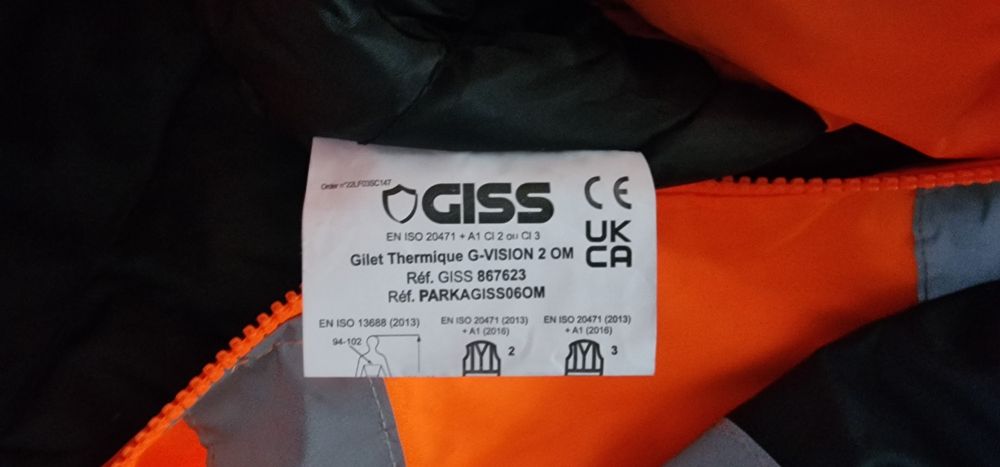 Order n°22LF03SC147
GISS
CE
EN ISO 20471 + A1 Cl 2 ou Cl 3
UK
CA
Gilet Thermique G-VISION 2 OM
Réf. GISS 867623
Réf. PARKAGISS06OM
EN ISO 13688 (2013)
94-102
EN ISO 20471 (2013)
+ A1 (2016)
2
EN ISO 20471 (2013)
+ A1 (2016)
3